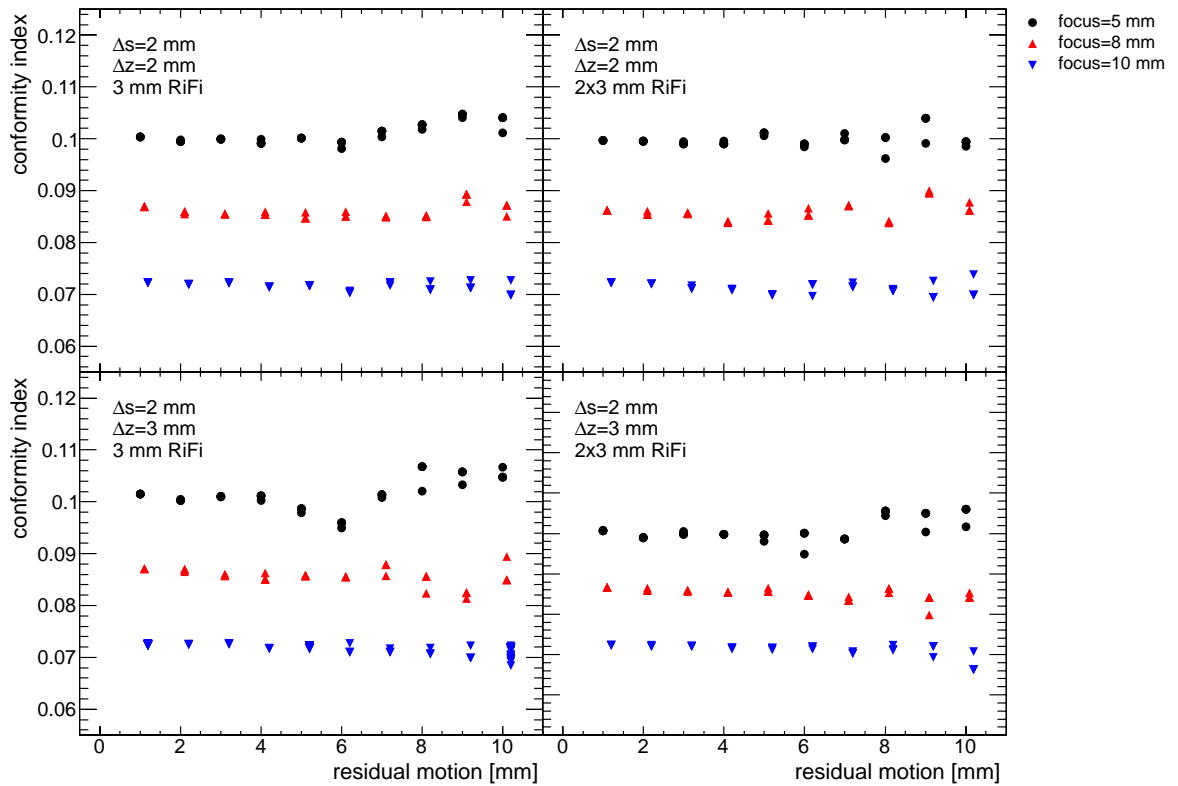 focus=5 mm
focus=8 mm
focus=10 mm
conformity index
0.12
0.11
0.1
0.09
0.08
0.07
0.06
Δs=2 mm
Δz=2 mm
3 mm RiFi
Δs=2 mm
Δz=2 mm
2x3 mm RiFi
conformity index
0.12
0.11
0.1
0.09
0.08
0.07
0.06
Δs=2 mm
Δz=3 mm
3 mm RiFi
Δs=2 mm
Δz=3 mm
2x3 mm RiFi
0 2 4 6 8 10
residual motion [mm]
0 2 4 6 8 10
residual motion [mm]